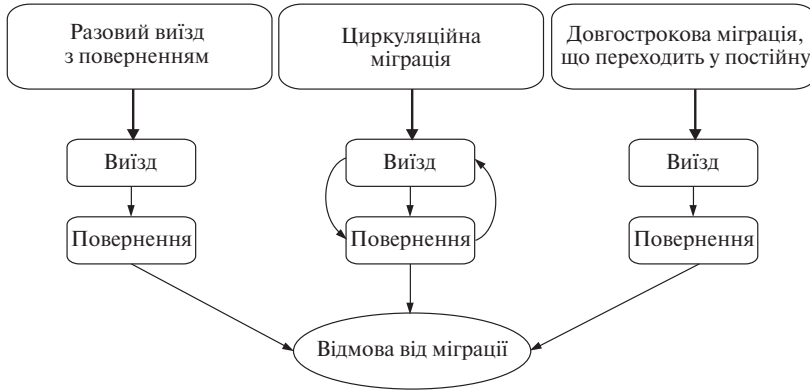 Разовий виїзд
з поверненням
Циркуляційна
міграція
Довгострокова міграція,
що переходить у постійну
Виїзд
Виїзд
Виїзд
Повернення
Повернення
Повернення
Відмова від міграції